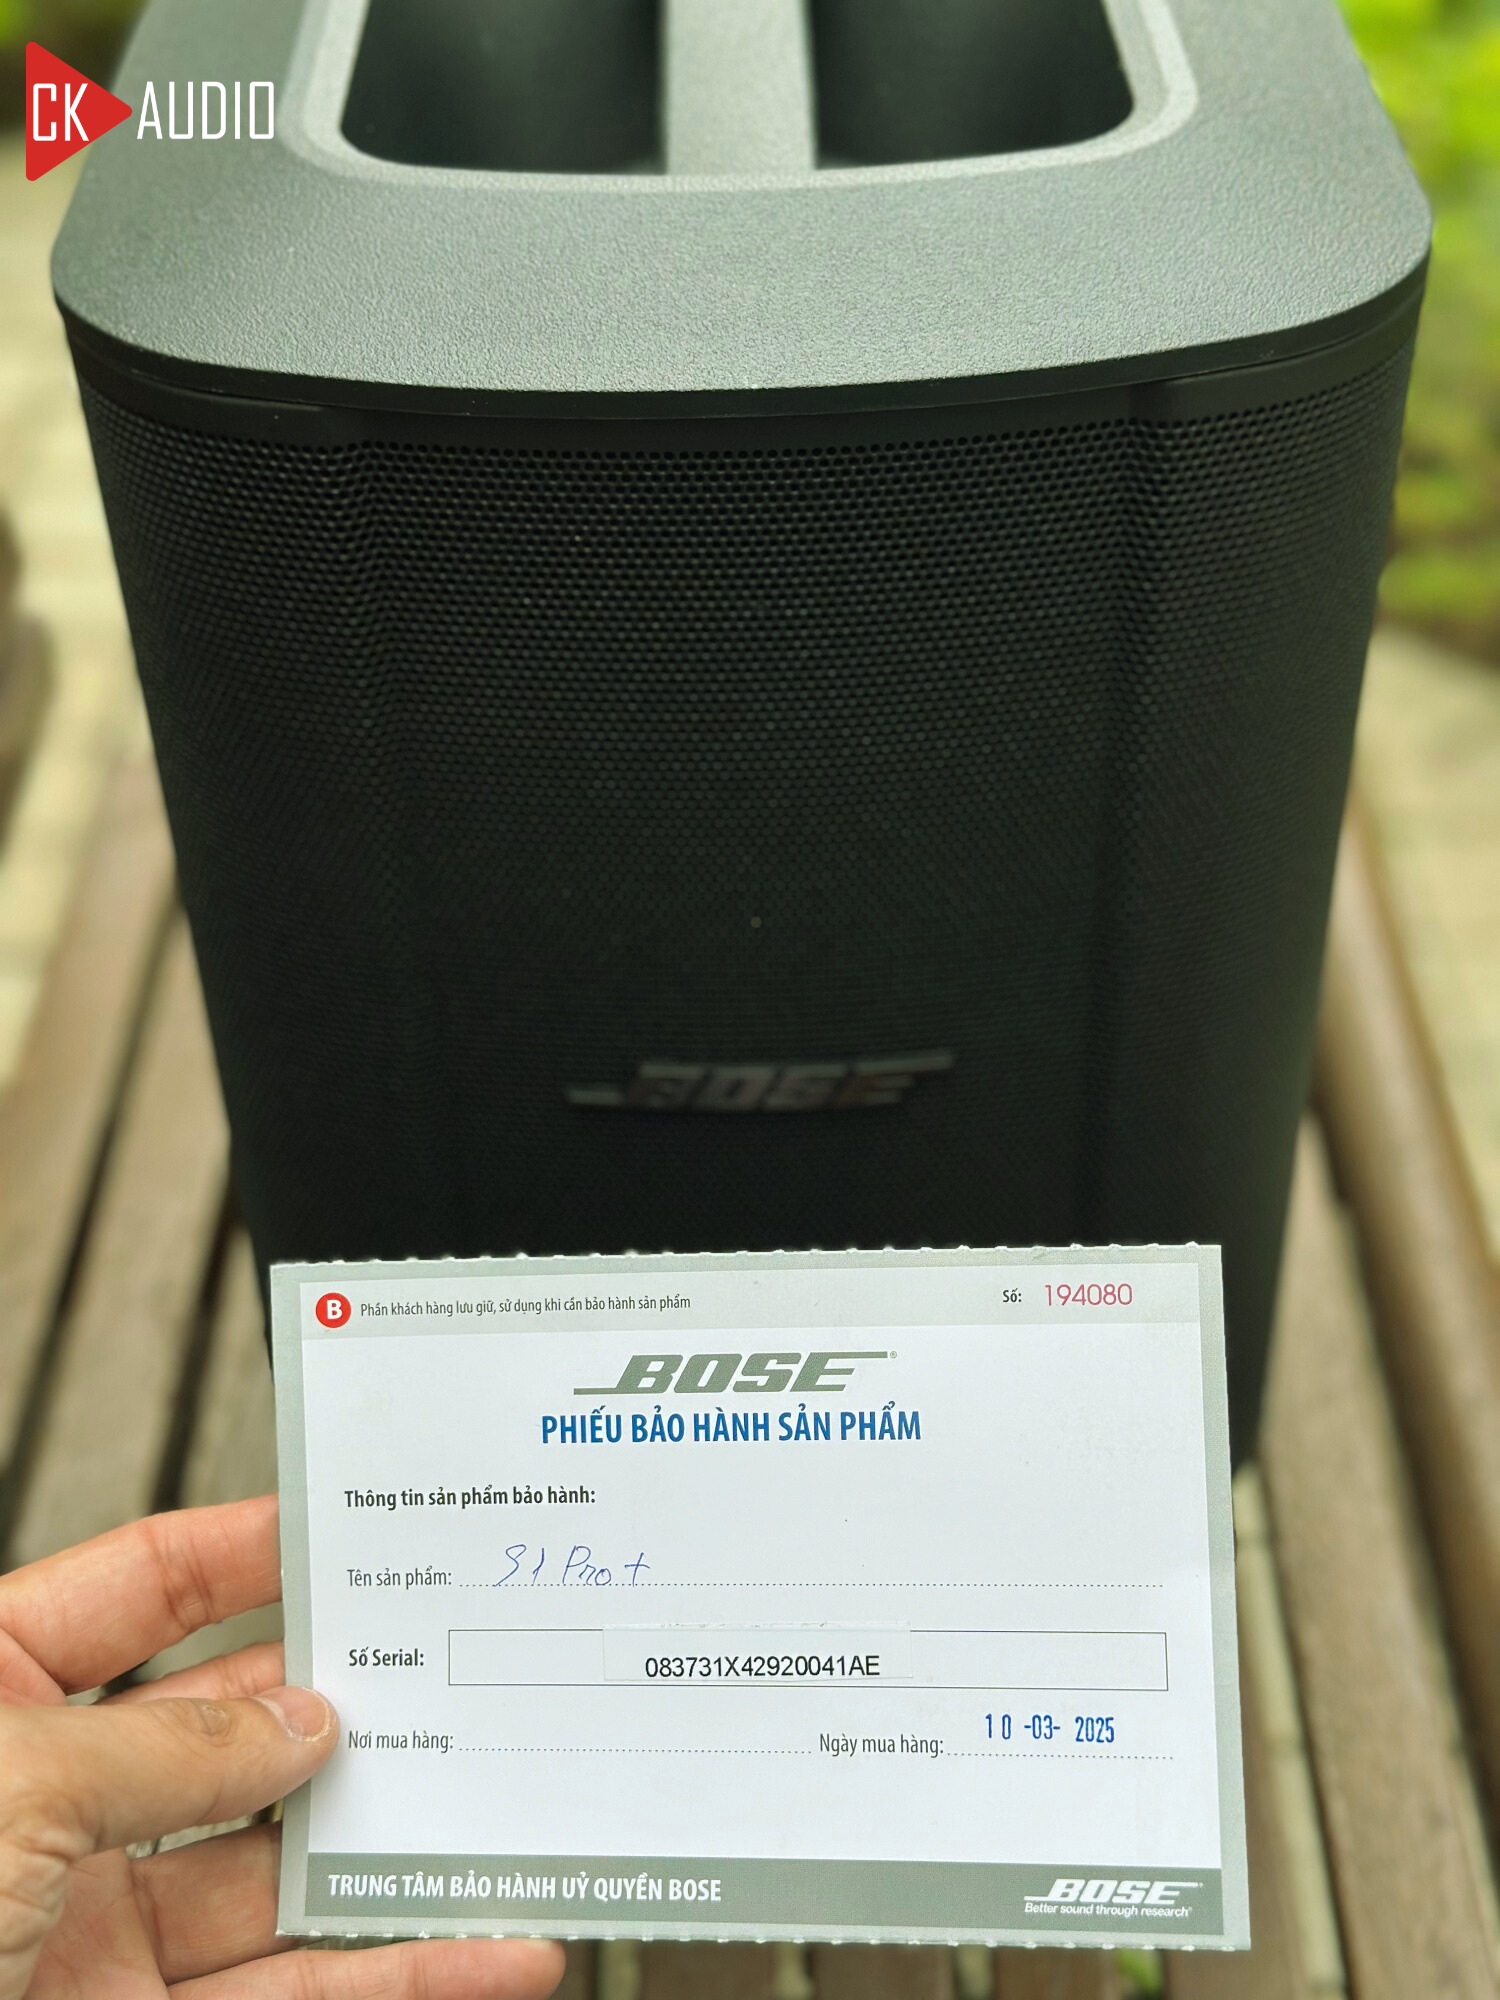 CK AUDIO
BOSE
B Phần khách hàng lưu giữ, sử dụng khi cần bảo hành sản phẩm
Số: 194080
BOSE®
PHIẾU BẢO HÀNH SẢN PHẨM
Thông tin sản phẩm bảo hành:
Tên sản phẩm: S1 Pro+
Số Serial: 083731X42920041AE
Nơi mua hàng: Ngày mua hàng: 10 -03- 2025
TRUNG TÂM BẢO HÀNH UỶ QUYỀN BOSE
BOSE®
Better sound through research®